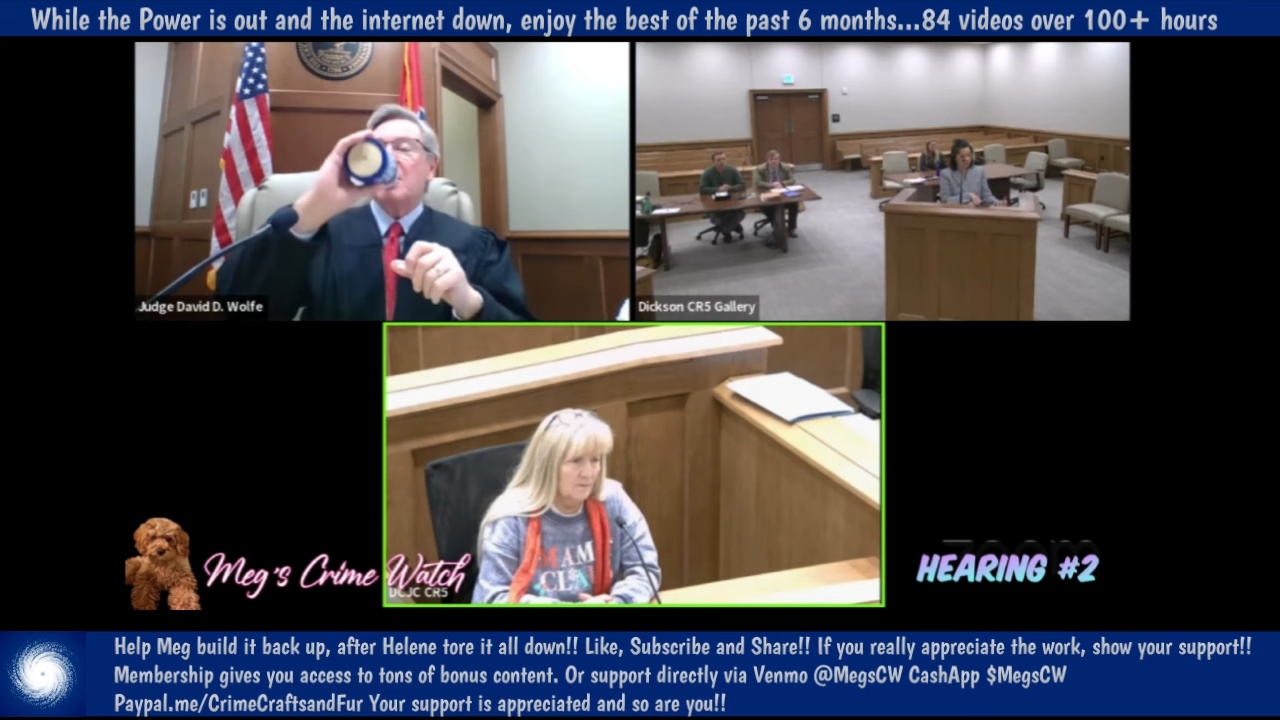 While the Power is out and the internet down, enjoy the best of the past 6 months...84 videos over 100+ hours
Judge David D. Wolfe
Dickson CR5 Gallery
MAM
CLA
Meg's Crime Watch
DCJC CR5
HEARING #2
Help Meg build it back up, after Helene tore it all down!! Like, Subscribe and Share!! If you really appreciate the work, show your support!!
Membership gives you access to tons of bonus content. Or support directly via Venmo @MegsCW CashApp $MegsCW
Paypal.me/CrimeCraftsandFur Your support is appreciated and so are you!!